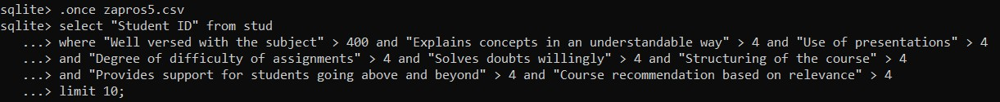 sqlite> .once zapros5.csv
sqlite> select "Student ID" from stud
   ...> where "Well versed with the subject" > 400 and "Explains concepts in an understandable way" > 4 and "Use of presentations" > 4
   ...> and "Degree of difficulty of assignments" > 4 and "Solves doubts willingly" > 4 and "Structuring of the course" > 4
   ...> and "Provides support for students going above and beyond" > 4 and "Course recommendation based on relevance" > 4
   ...> limit 10;